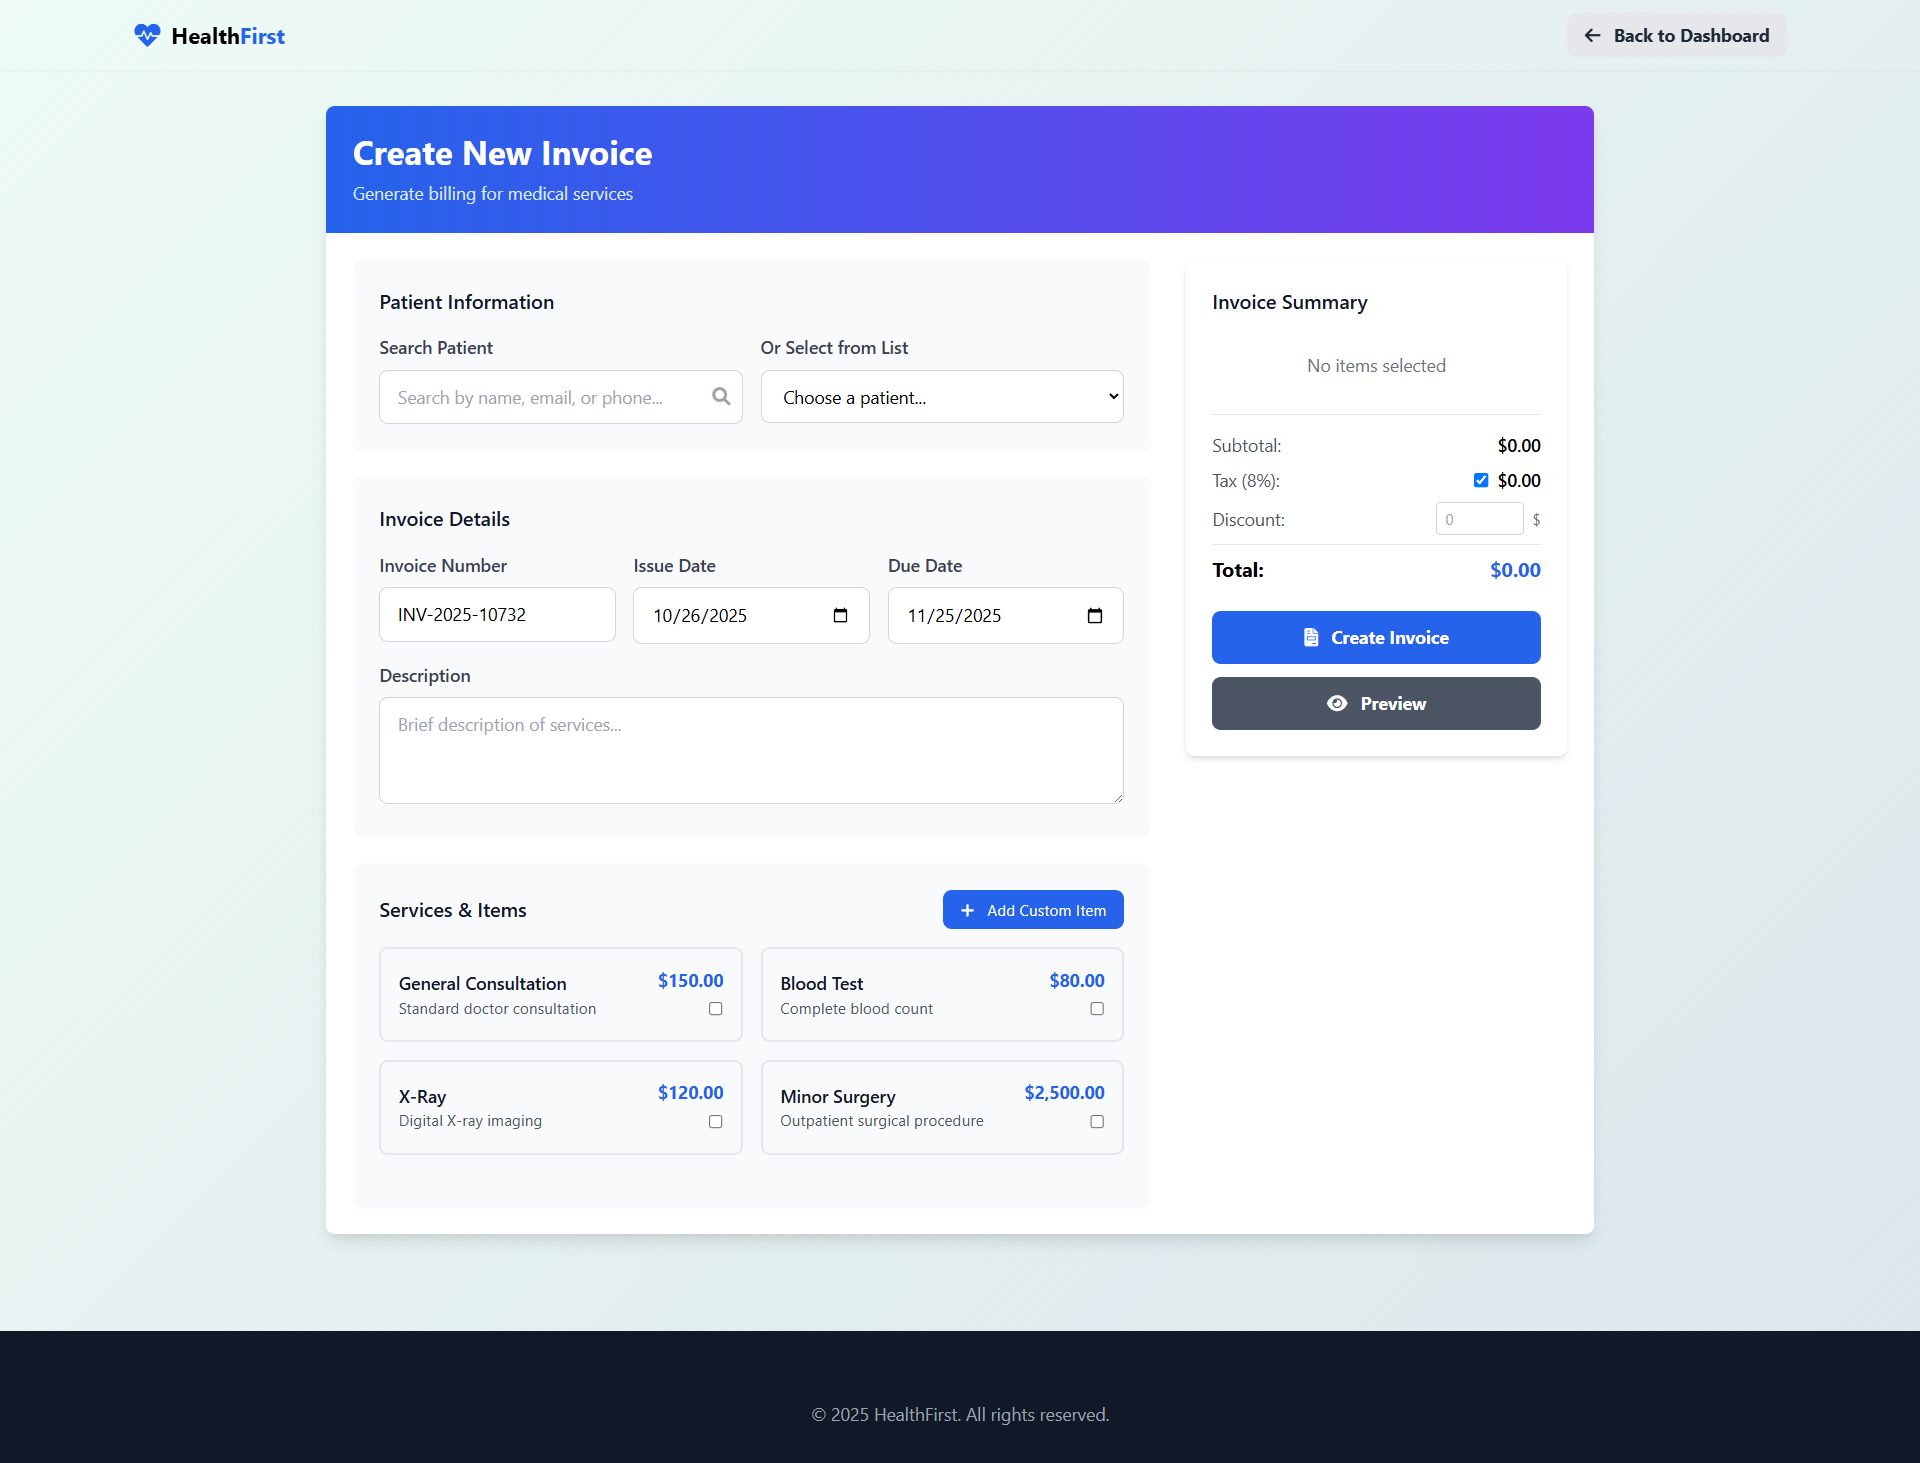 HealthFirst
Back to Dashboard
Create New Invoice
Generate billing for medical services
Patient Information
Search Patient
Search by name, email, or phone...
Or Select from List
Choose a patient...
Invoice Details
Invoice Number
INV-2025-10732
Issue Date
10/26/2025
Due Date
11/25/2025
Description
Brief description of services...
Services & Items
Add Custom Item
General Consultation
$150.00
Standard doctor consultation
Blood Test
$80.00
Complete blood count
X-Ray
$120.00
Digital X-ray imaging
Minor Surgery
$2,500.00
Outpatient surgical procedure
Invoice Summary
No items selected
Subtotal: $0.00
Tax (8%): $0.00
Discount: 0 $
Total: $0.00
Create Invoice
Preview
© 2025 HealthFirst. All rights reserved.